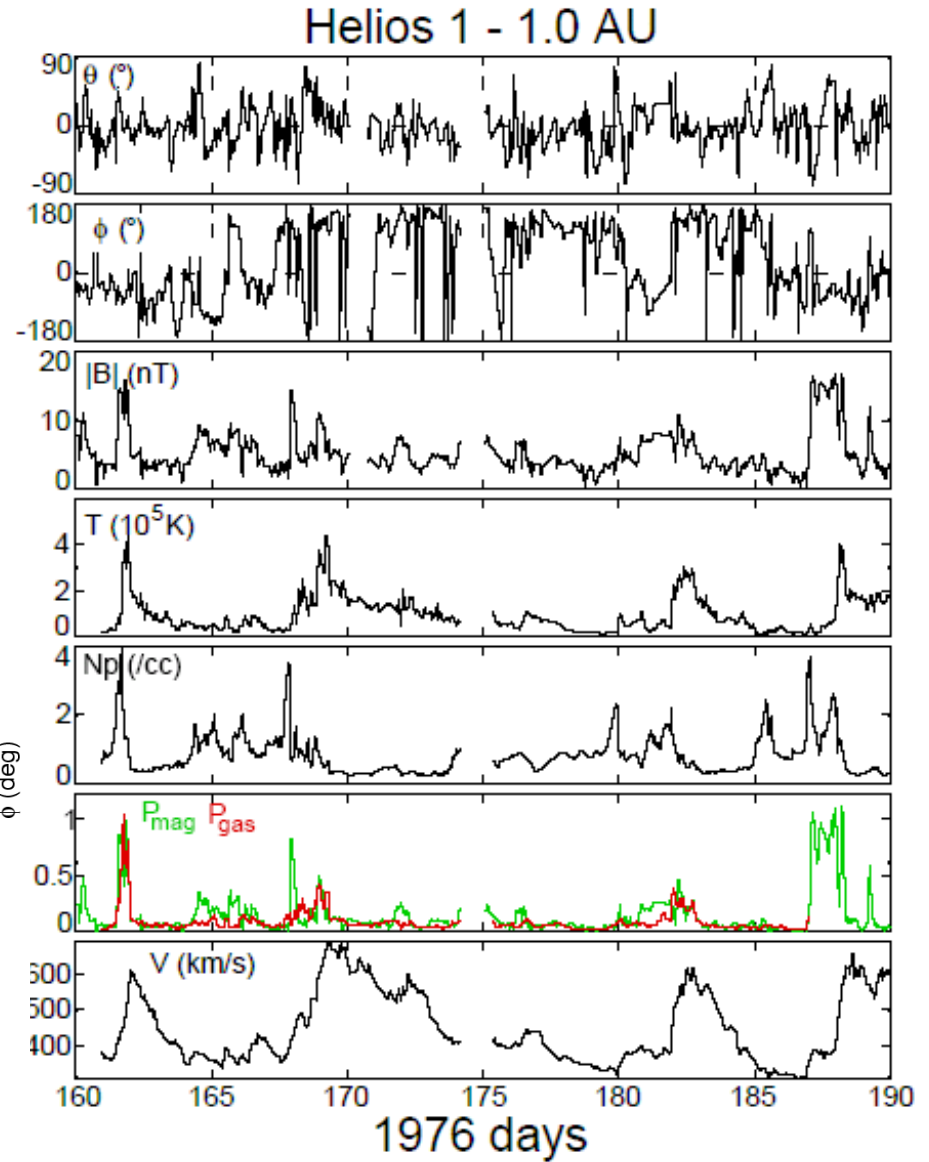 Helios 1 - 1.0 AU
90
θ (°)
0
-90
180
ϕ (°)
0
-180
20
|B| (nT)
10
0
T (10⁵K)
4
2
0
4
Np (/cc)
2
0
ϕ (deg)
1
Pmag Pgas
0.5
0
V (km/s)
600
500
400
160 165 170 175 180 185 190
1976 days